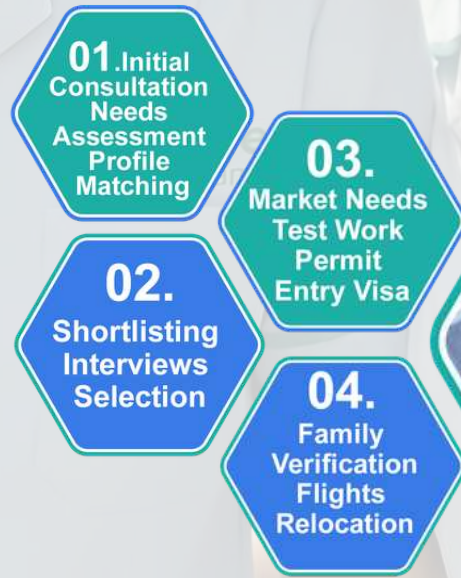 01.Initial
Consultation
Needs
Assessment
Profile
Matching
02.
Shortlisting
Interviews
Selection
03.
Market Needs
Test Work
Permit
Entry Visa
04.
Family
Verification
Flights
Relocation